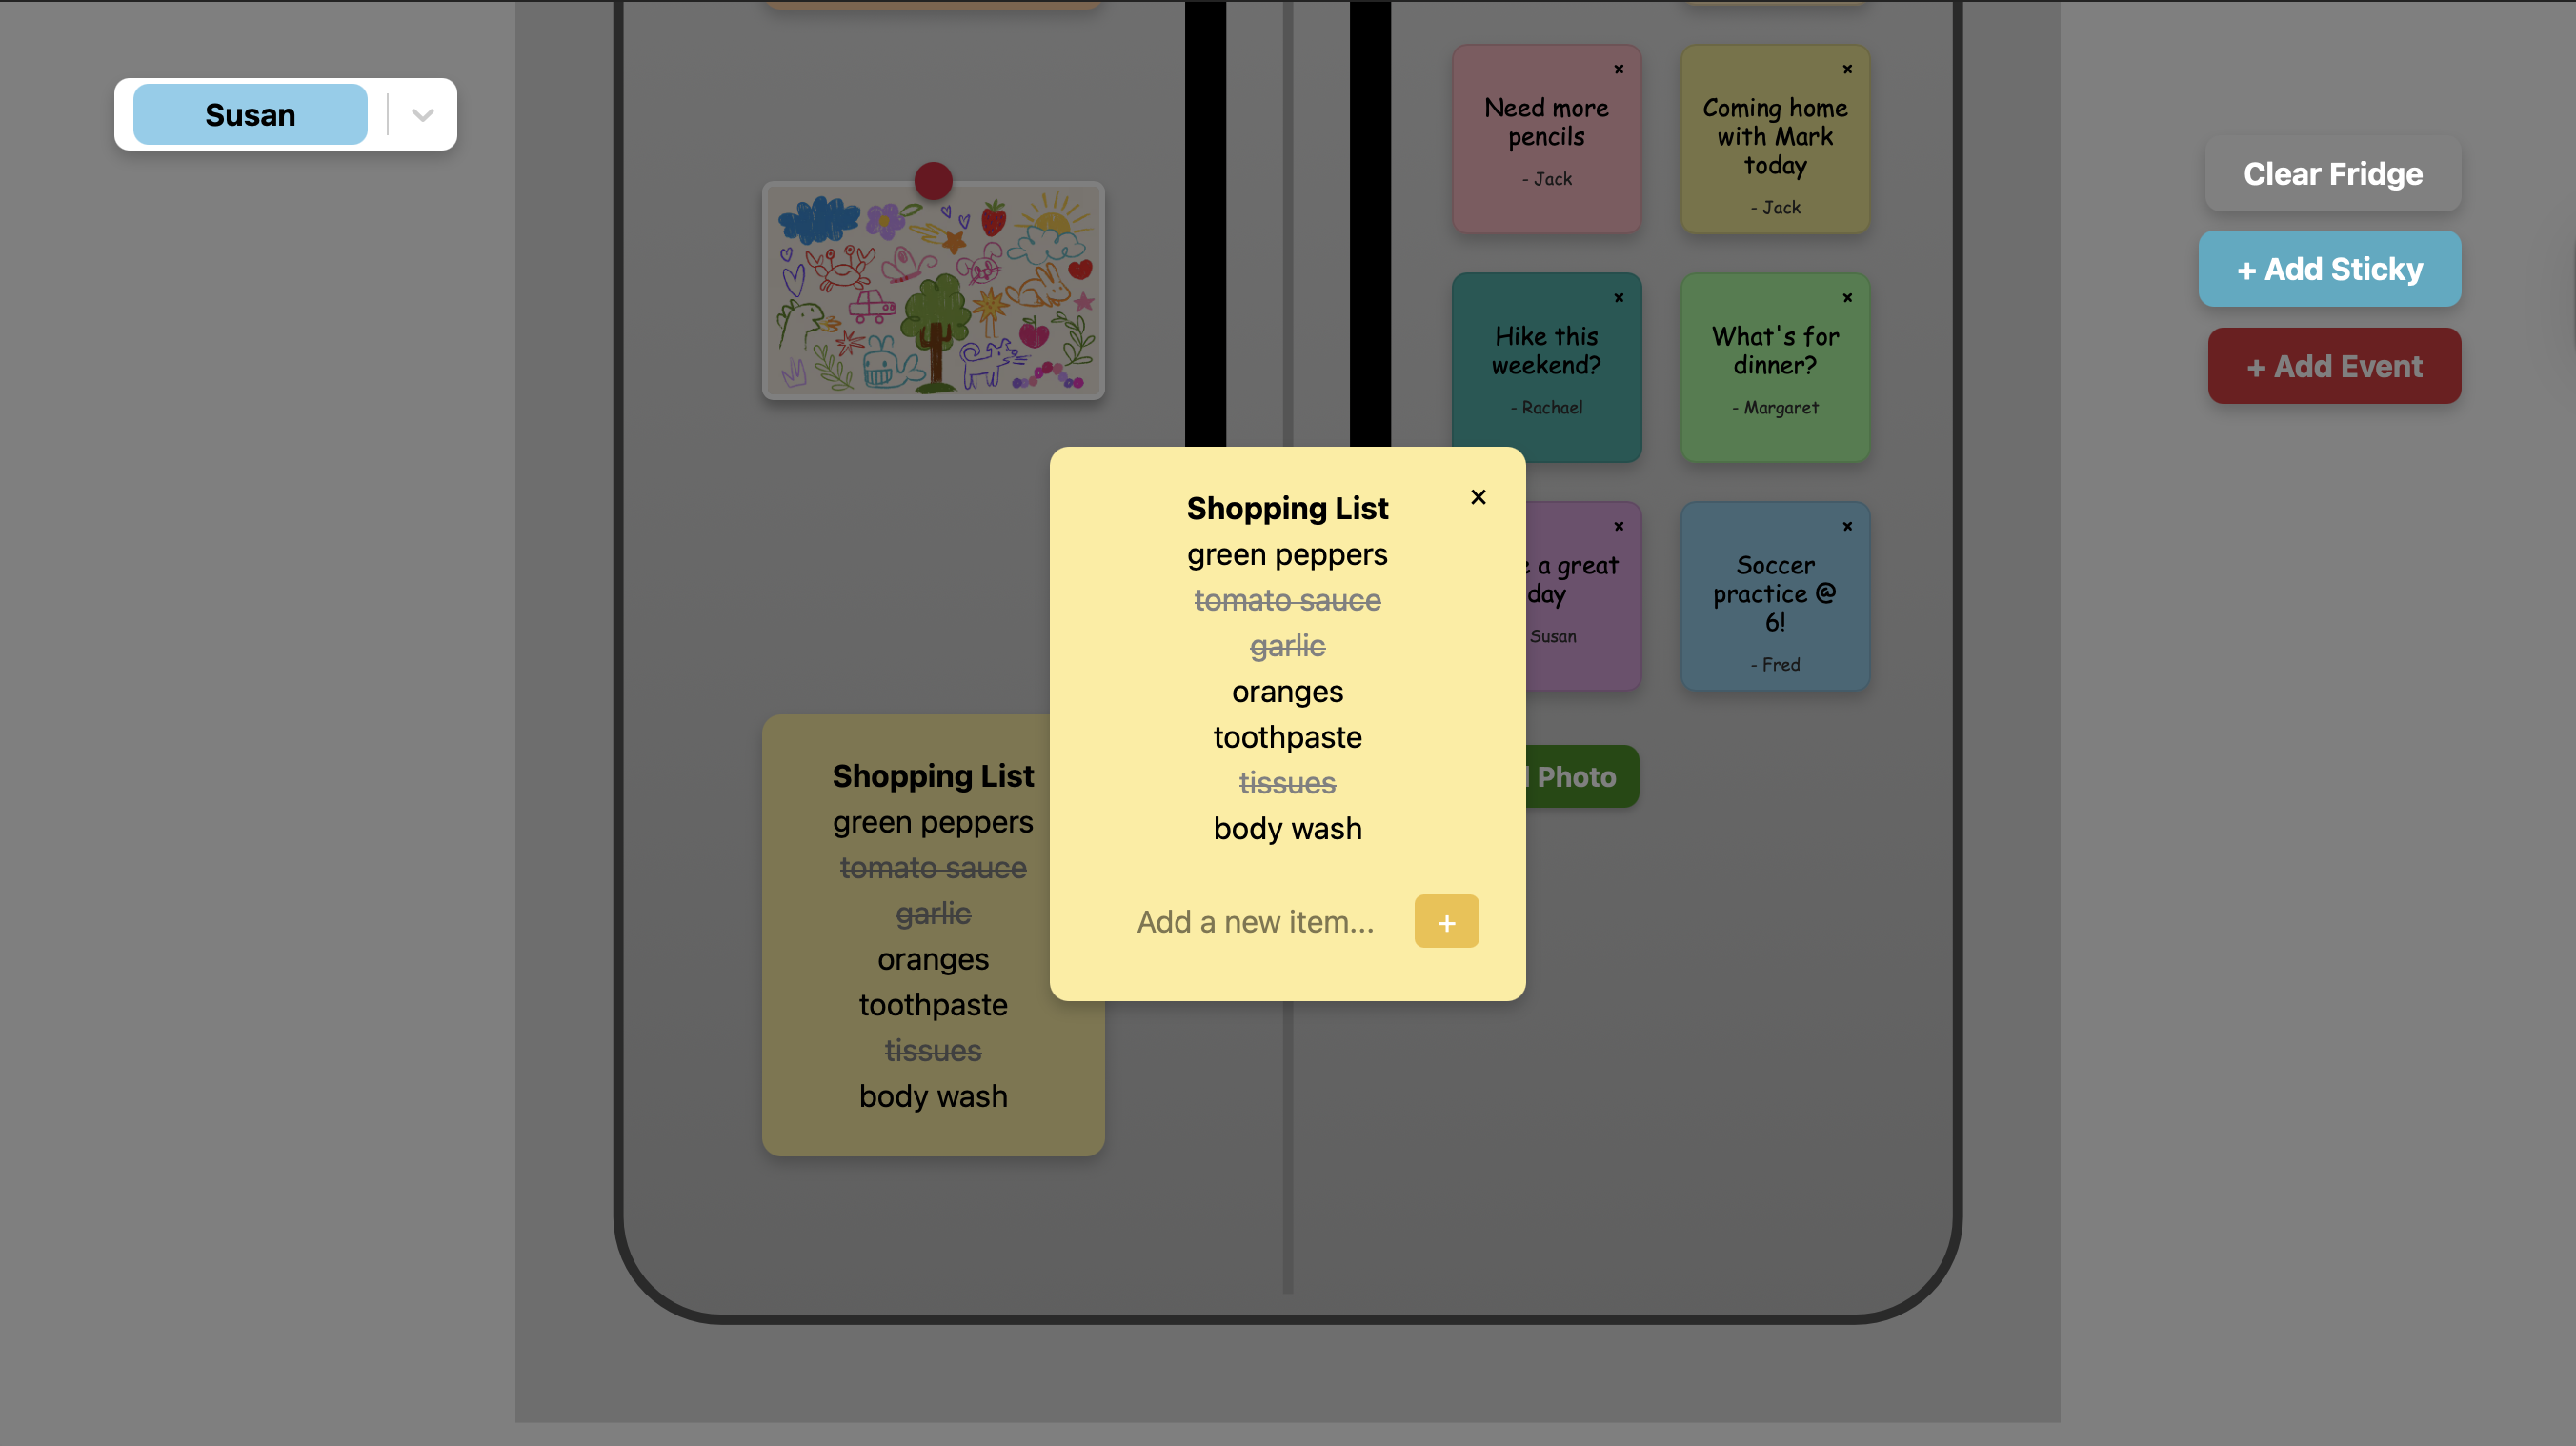 Susan
Need more
pencils
- Jack
Coming home
with Mark
today
- Jack
Clear Fridge
+ Add Sticky
+ Add Event
Hike this
weekend?
- Rachael
What's for
dinner?
- Margaret
Shopping List
green peppers
tomato sauce
garlic
oranges
toothpaste
tissues
body wash
Add a new item...
+
a great
day
Susan
Soccer
practice @
6!
- Fred
Photo
Shopping List
green peppers
tomato sauce
garlic
oranges
toothpaste
tissues
body wash